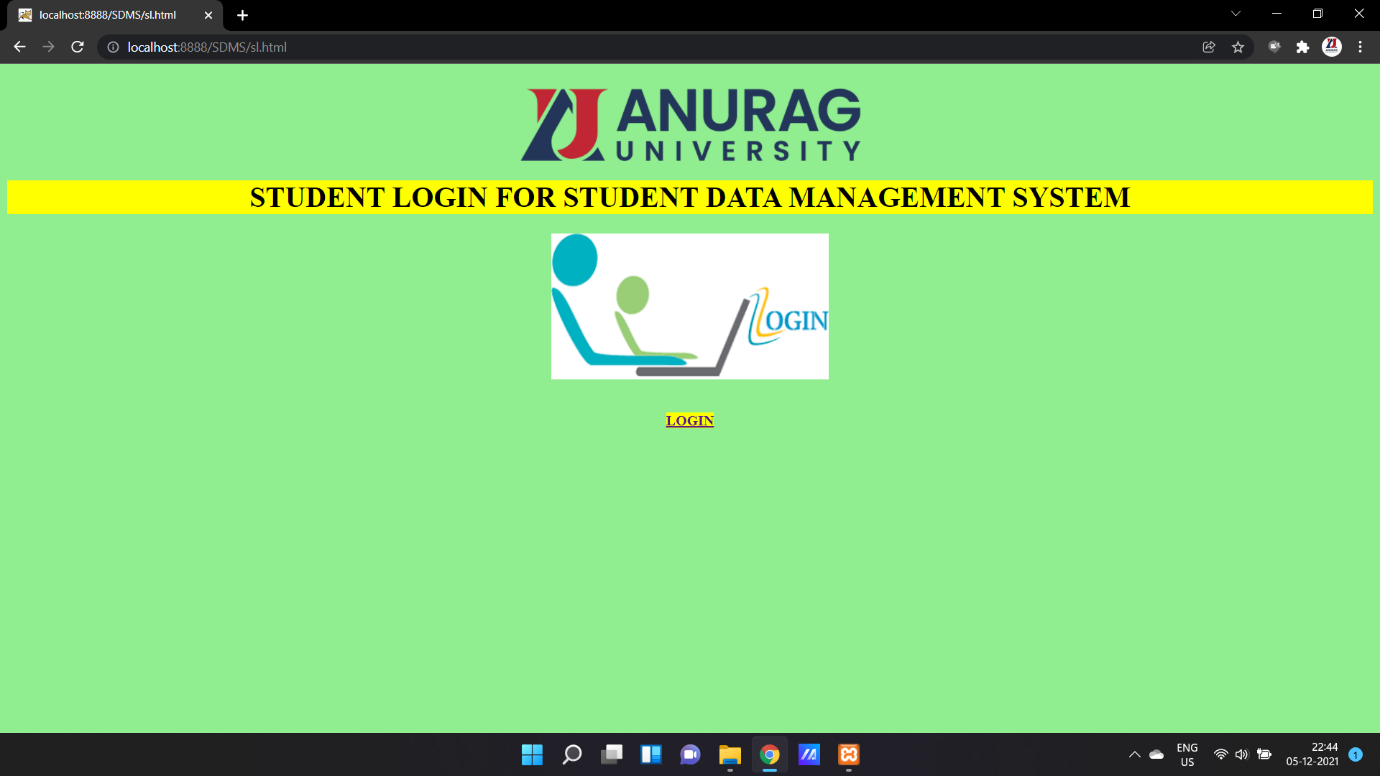 localhost:8888/SDMS/sl.html
localhost:8888/SDMS/sl.html
ANURAG
UNIVERSITY
STUDENT LOGIN FOR STUDENT DATA MANAGEMENT SYSTEM
LOGIN
LOGIN
ENG
US
22:44
05-12-2021
1